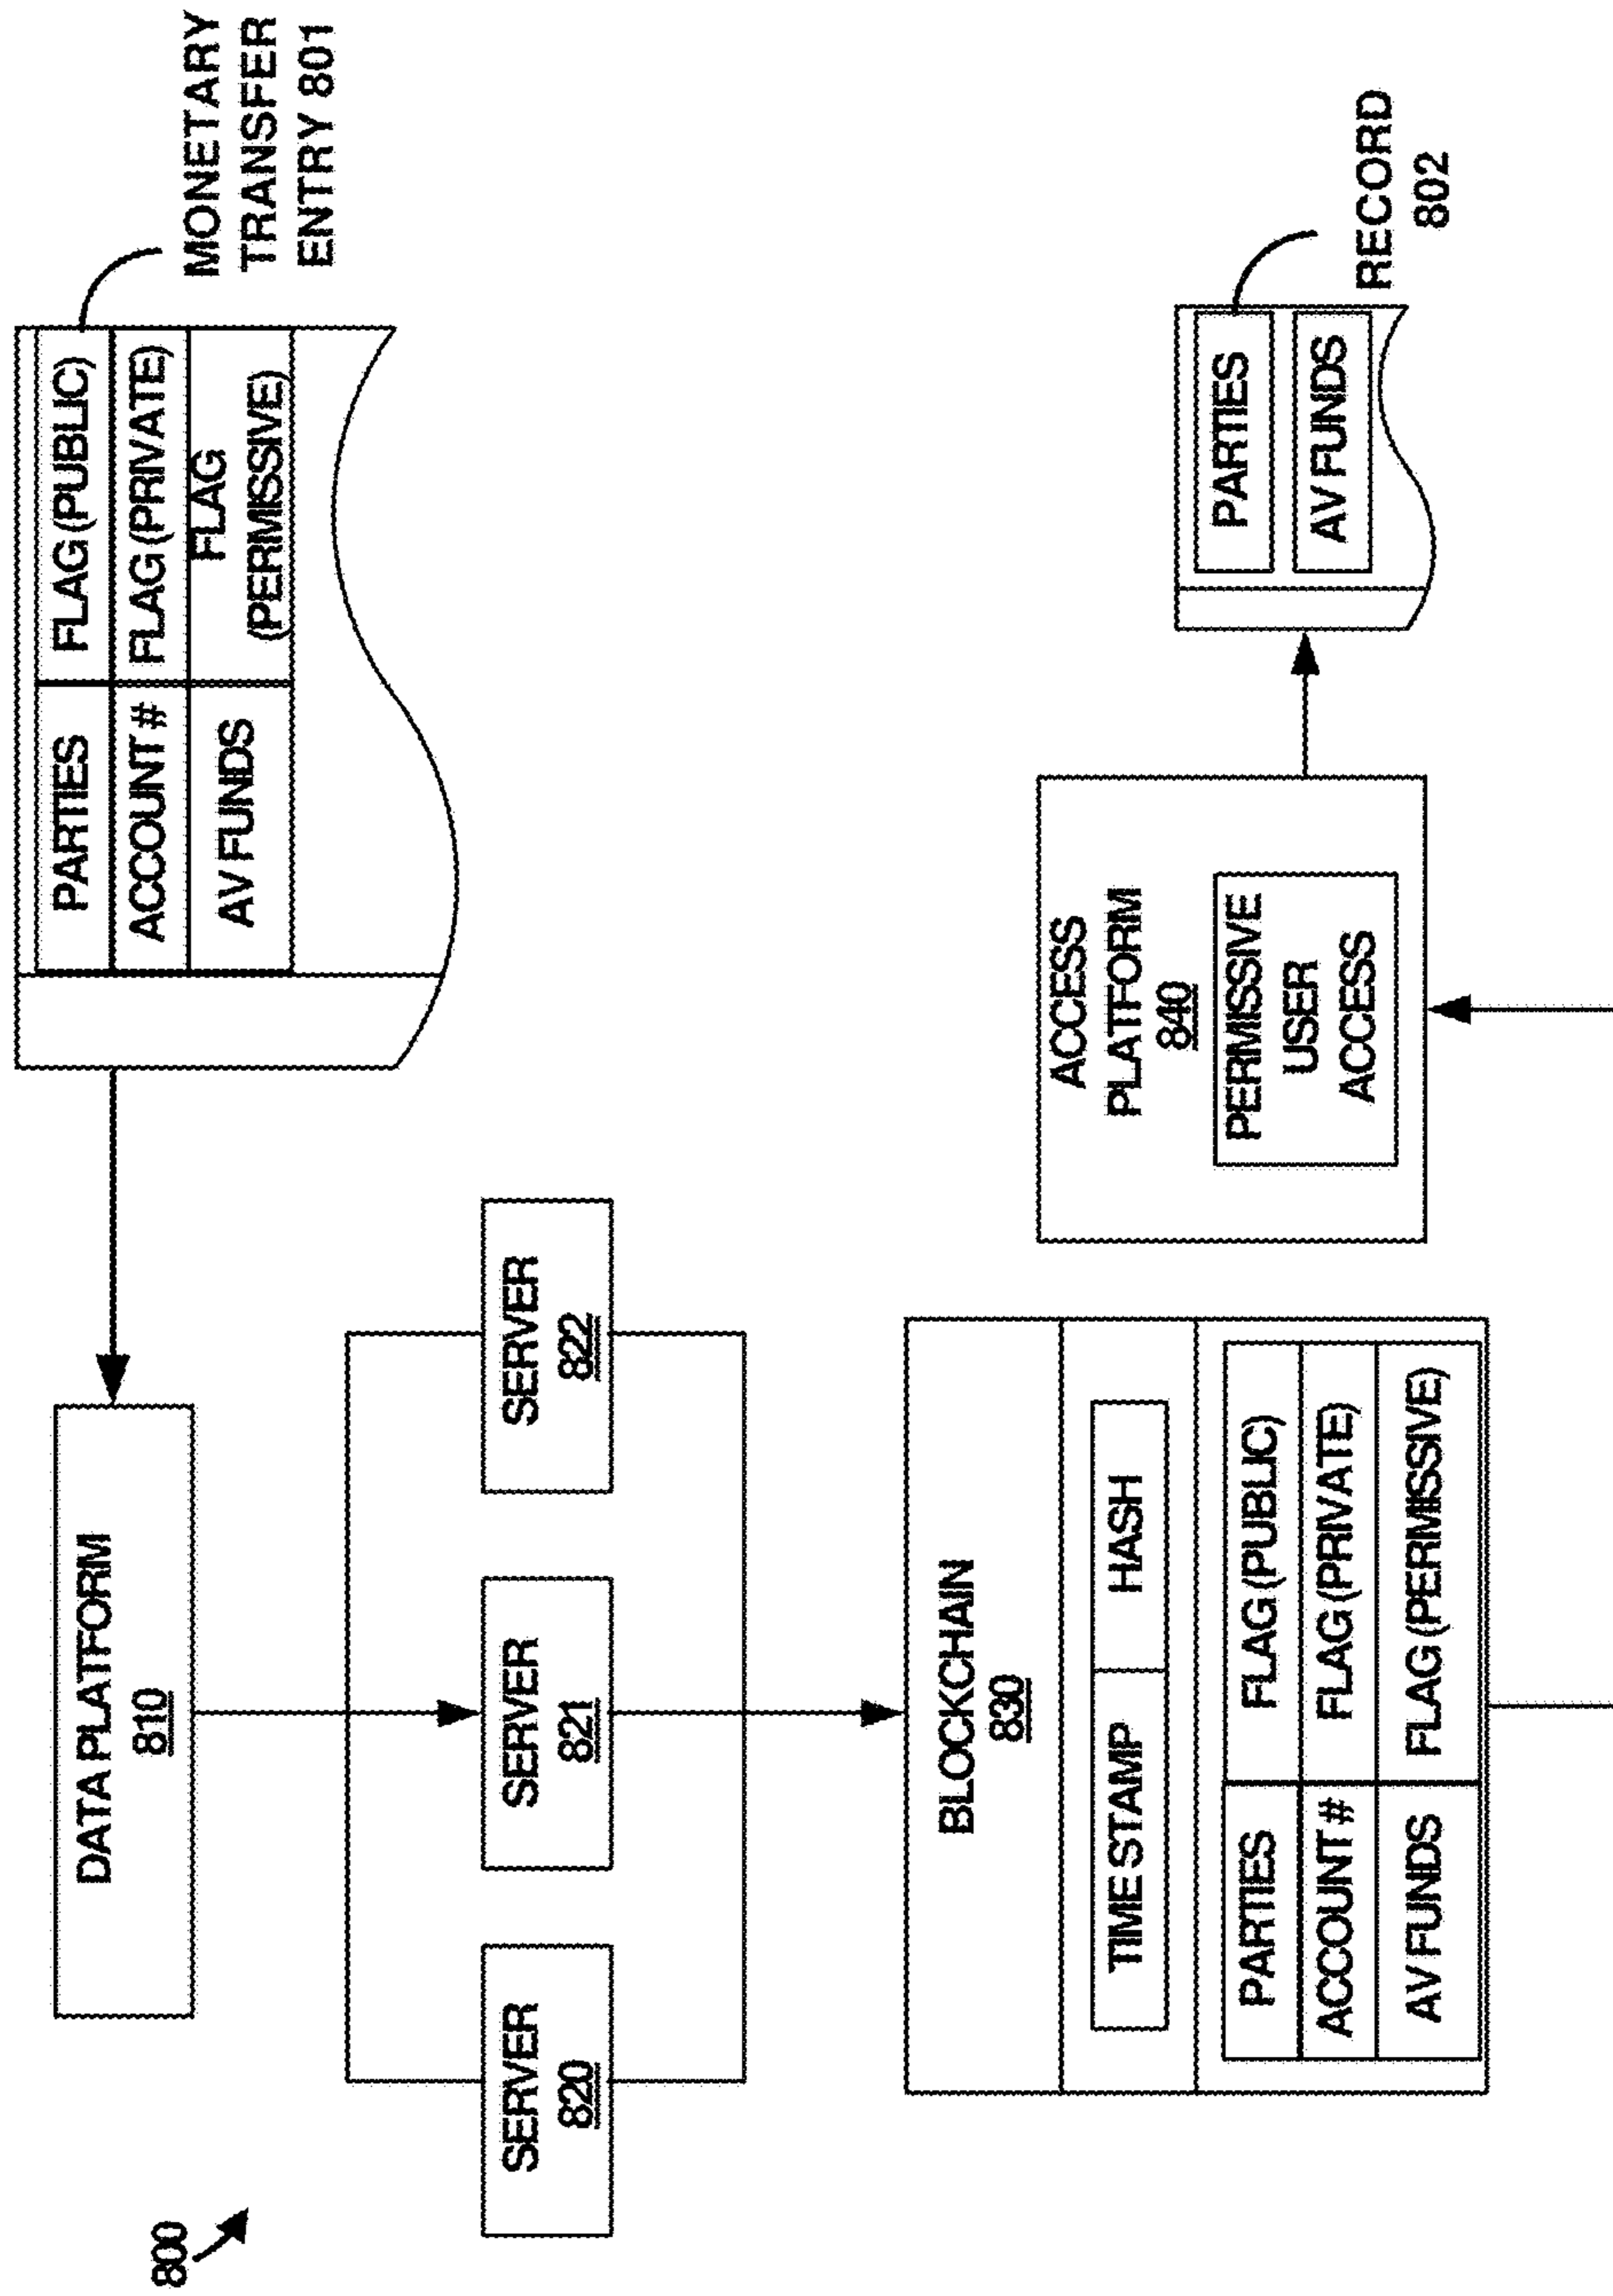 800
DATA PLATFORM
810
PARTIES
FLAG (PUBLIC)
ACCOUNT #
FLAG (PRIVATE)
AV FUNDS
FLAG
(PERMISSIVE)
MONETARY
TRANSFER
ENTRY 801
SERVER
820
SERVER
821
SERVER
822
BLOCKCHAIN
830
TIME STAMP
HASH
PARTIES
FLAG (PUBLIC)
ACCOUNT #
FLAG (PRIVATE)
AV FUNDS
FLAG (PERMISSIVE)
ACCESS
PLATFORM
840
PERMISSIVE
USER
ACCESS
PARTIES
AV FUNDS
RECORD
802